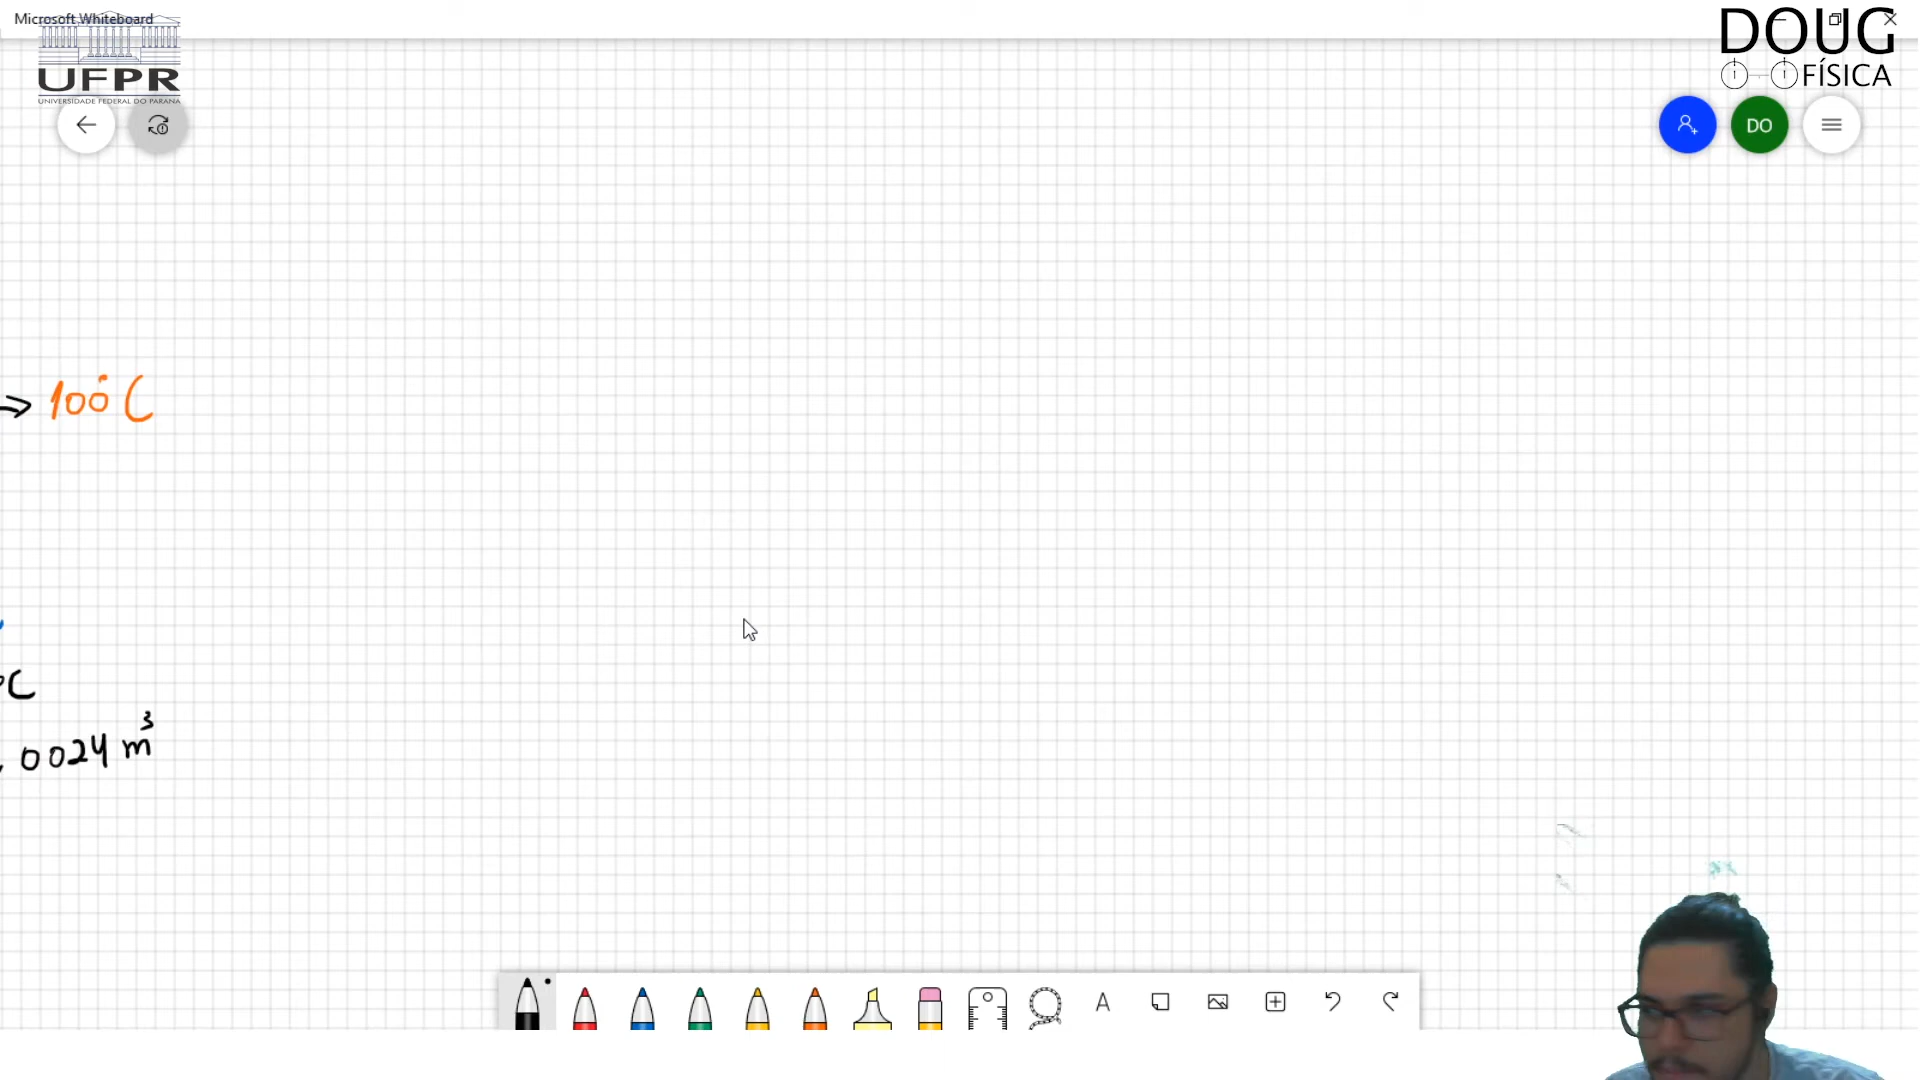 Microsoft Whiteboard
UFPR
UNIVERSIDADE FEDERAL DO PARANÁ
DOUG
FÍSICA
DO
→ 100°C
°C
,0024 m³
A